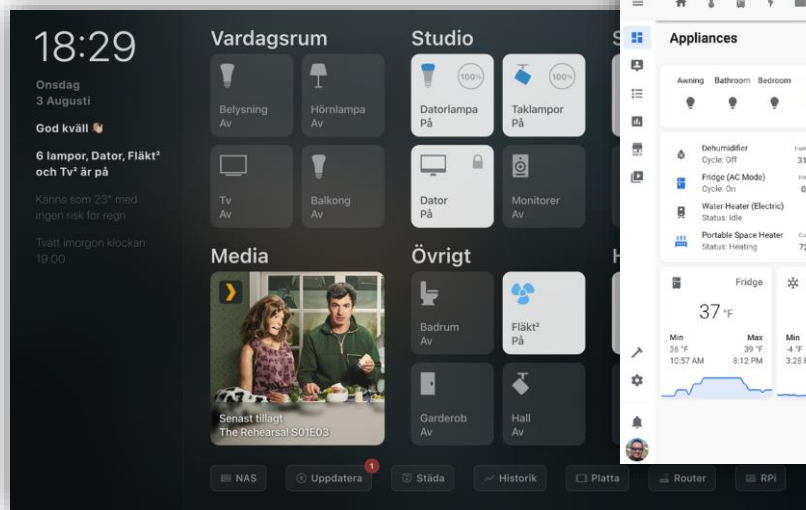 18:29
Onsdag
3 Augusti
God kväll
6 lampor, Dator, Fläkt²
och Tv² är på
Känns som 23° med
ingen risk för regn
Tvätt imorgon klockan
19:00
Vardagsrum
Belysning
Av
Hörnlampa
Av
Tv
Av
Balkong
Av
Studio
100%
Datorlampa
På
100%
Taklampor
På
Dator
På
Monitorer
Av
S
Media
Senast tillagt
The Rehearsal S01E03
Övrigt
Badrum
Av
Fläkt²
På
Garderob
Av
Hall
Av
H
NAS
Uppdatera
1
Städa
Historik
Platta
Router
RPi
Appliances
Awning Bathroom Bedroom
Dehumidifier
Cycle: Off
31
Fridge (AC Mode)
Cycle: On
0
Water Heater (Electric)
Status: Idle
Portable Space Heater
Status: Heating
72
Fridge
37 °F
Min Max
36 °F 39 °F
10:57 AM 8:12 PM
Min
-4 °F